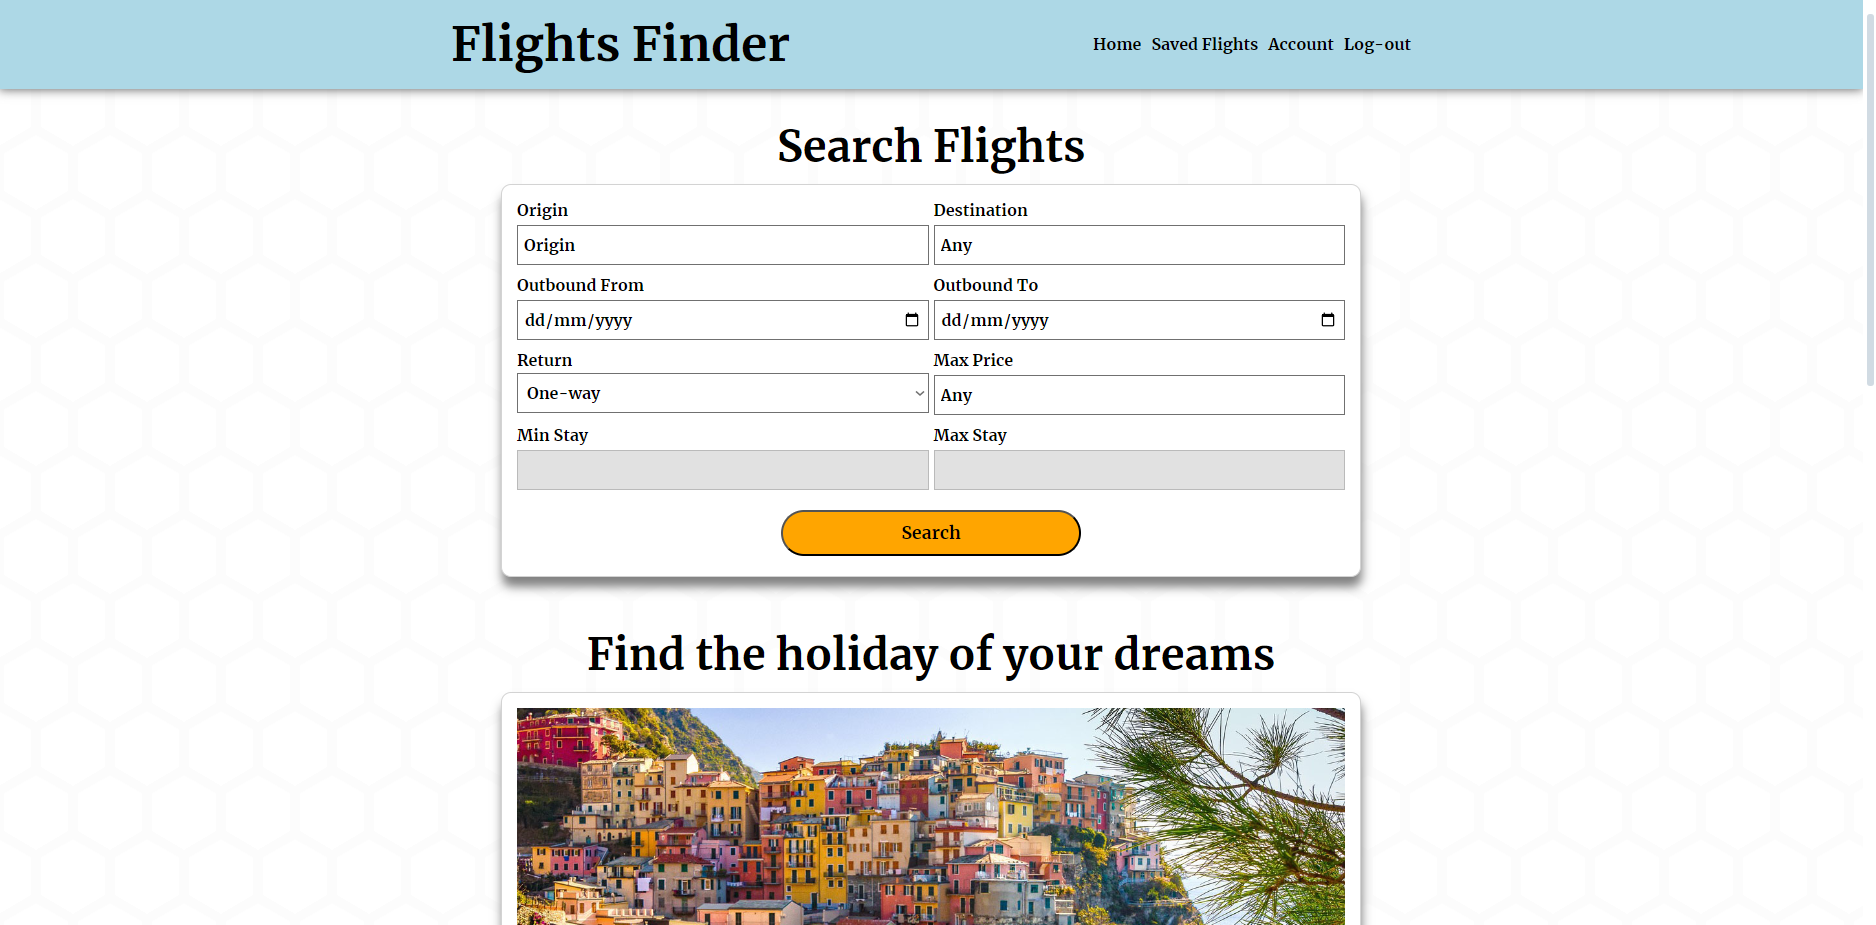 Flights Finder
Home Saved Flights Account Log-out
Search Flights
Origin Destination
Origin Any
Outbound From Outbound To
dd/mm/yyyy dd/mm/yyyy
Return Max Price
One-way Any
Min Stay Max Stay
Search
Find the holiday of your dreams